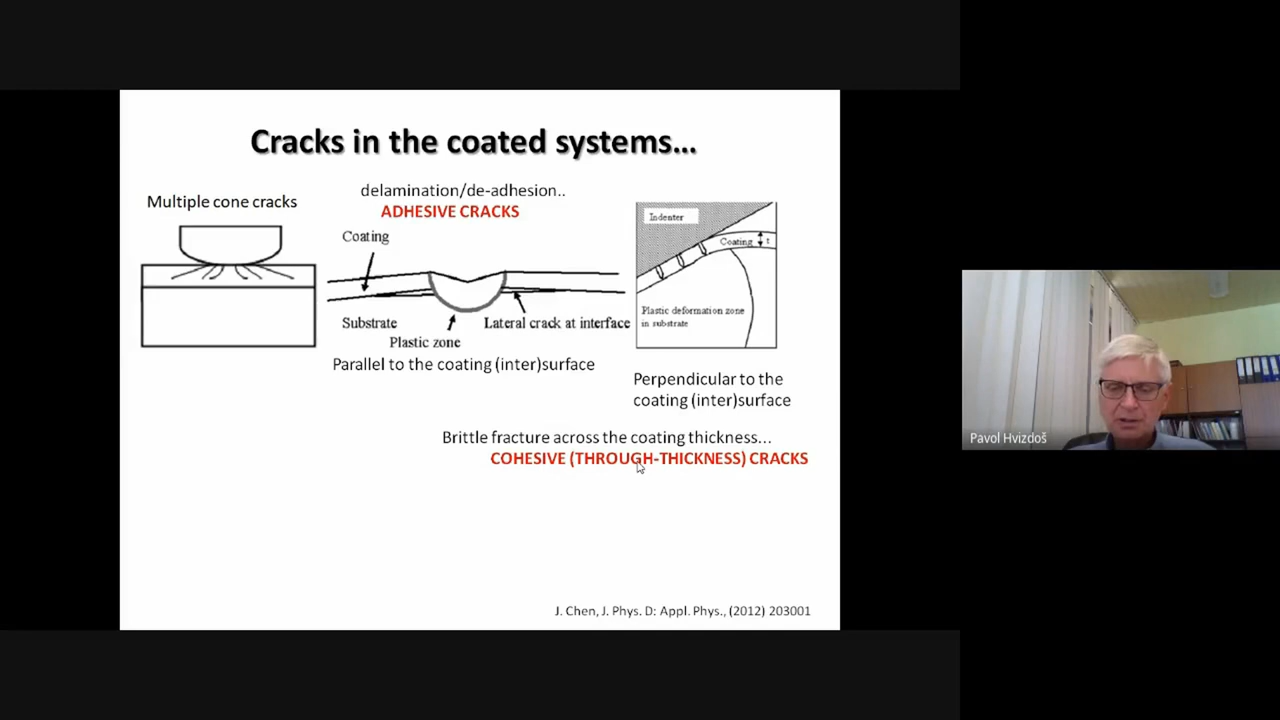 Cracks in the coated systems...
Multiple cone cracks
delamination/de-adhesion..
ADHESIVE CRACKS
Coating
Substrate
Plastic zone
Lateral crack at interface
Parallel to the coating (inter)surface
Indenter
Coating
t
Plastic deformation zone
in substrate
Perpendicular to the
coating (inter)surface
Brittle fracture across the coating thickness...
COHESIVE (THROUGH-THICKNESS) CRACKS
J. Chen, J. Phys. D: Appl. Phys., (2012) 203001
Pavol Hvizdoš